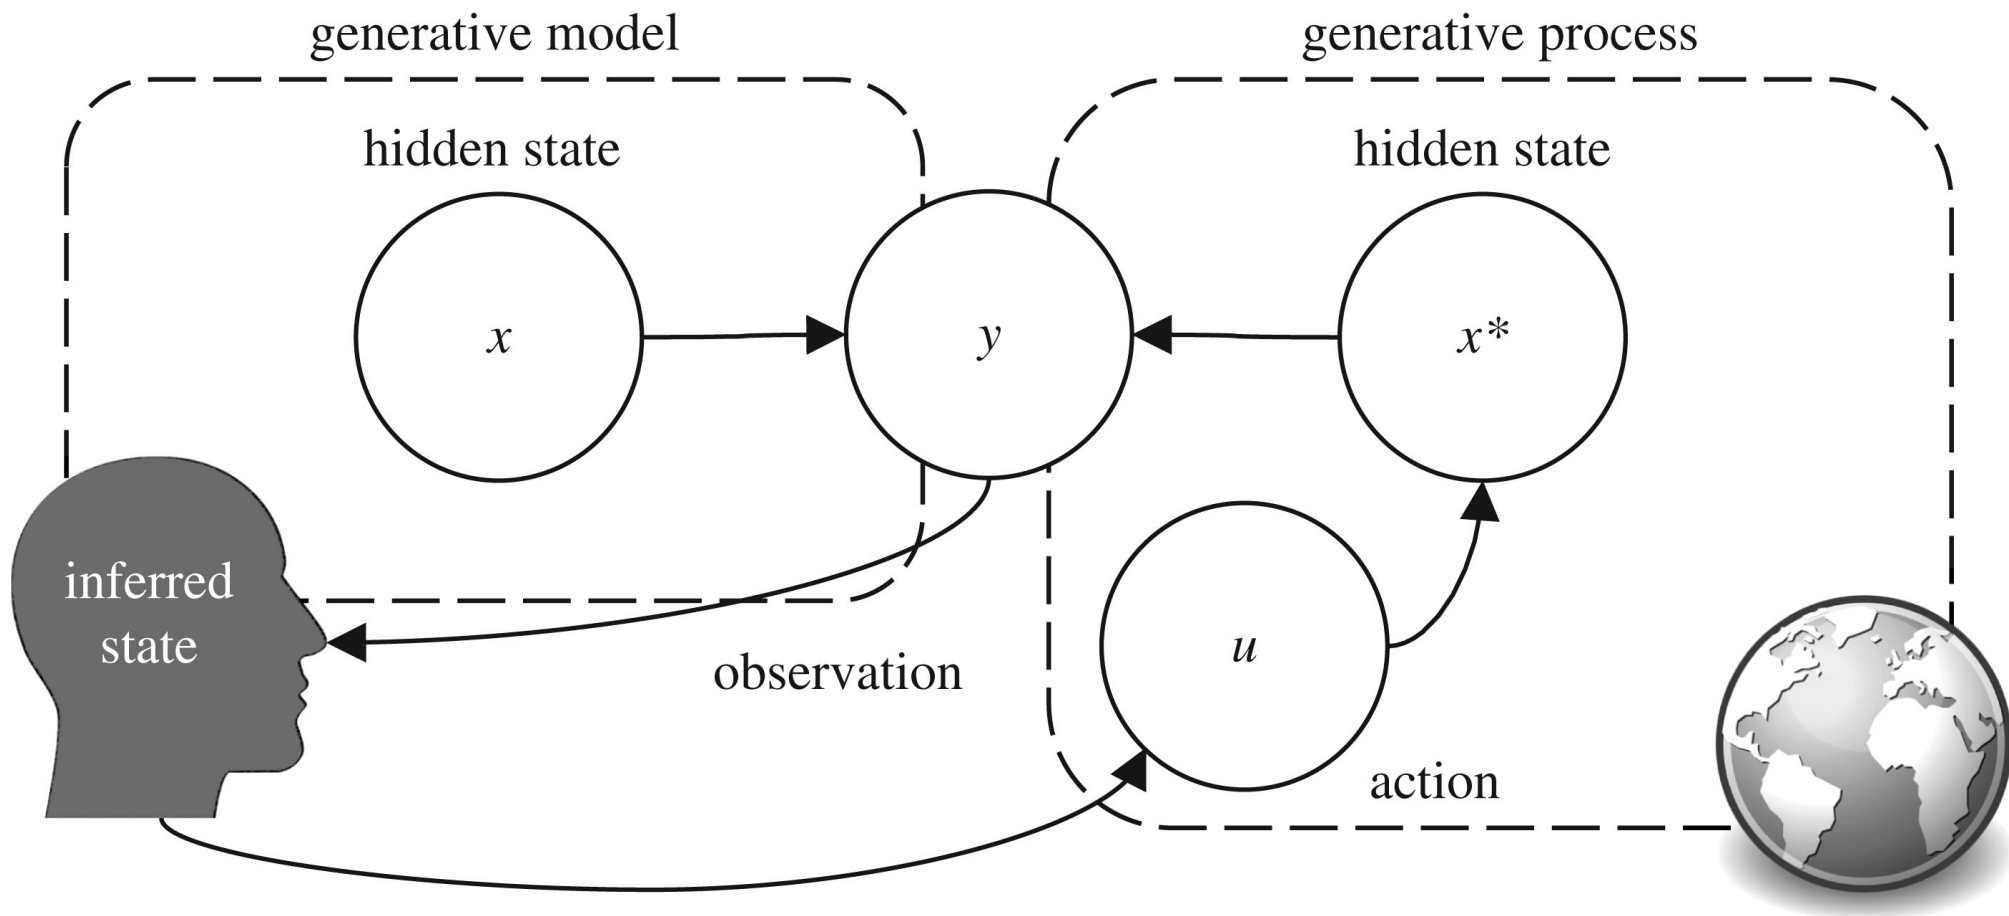 generative model
generative process
hidden state
hidden state
x
y
x*
inferred
state
observation
u
action